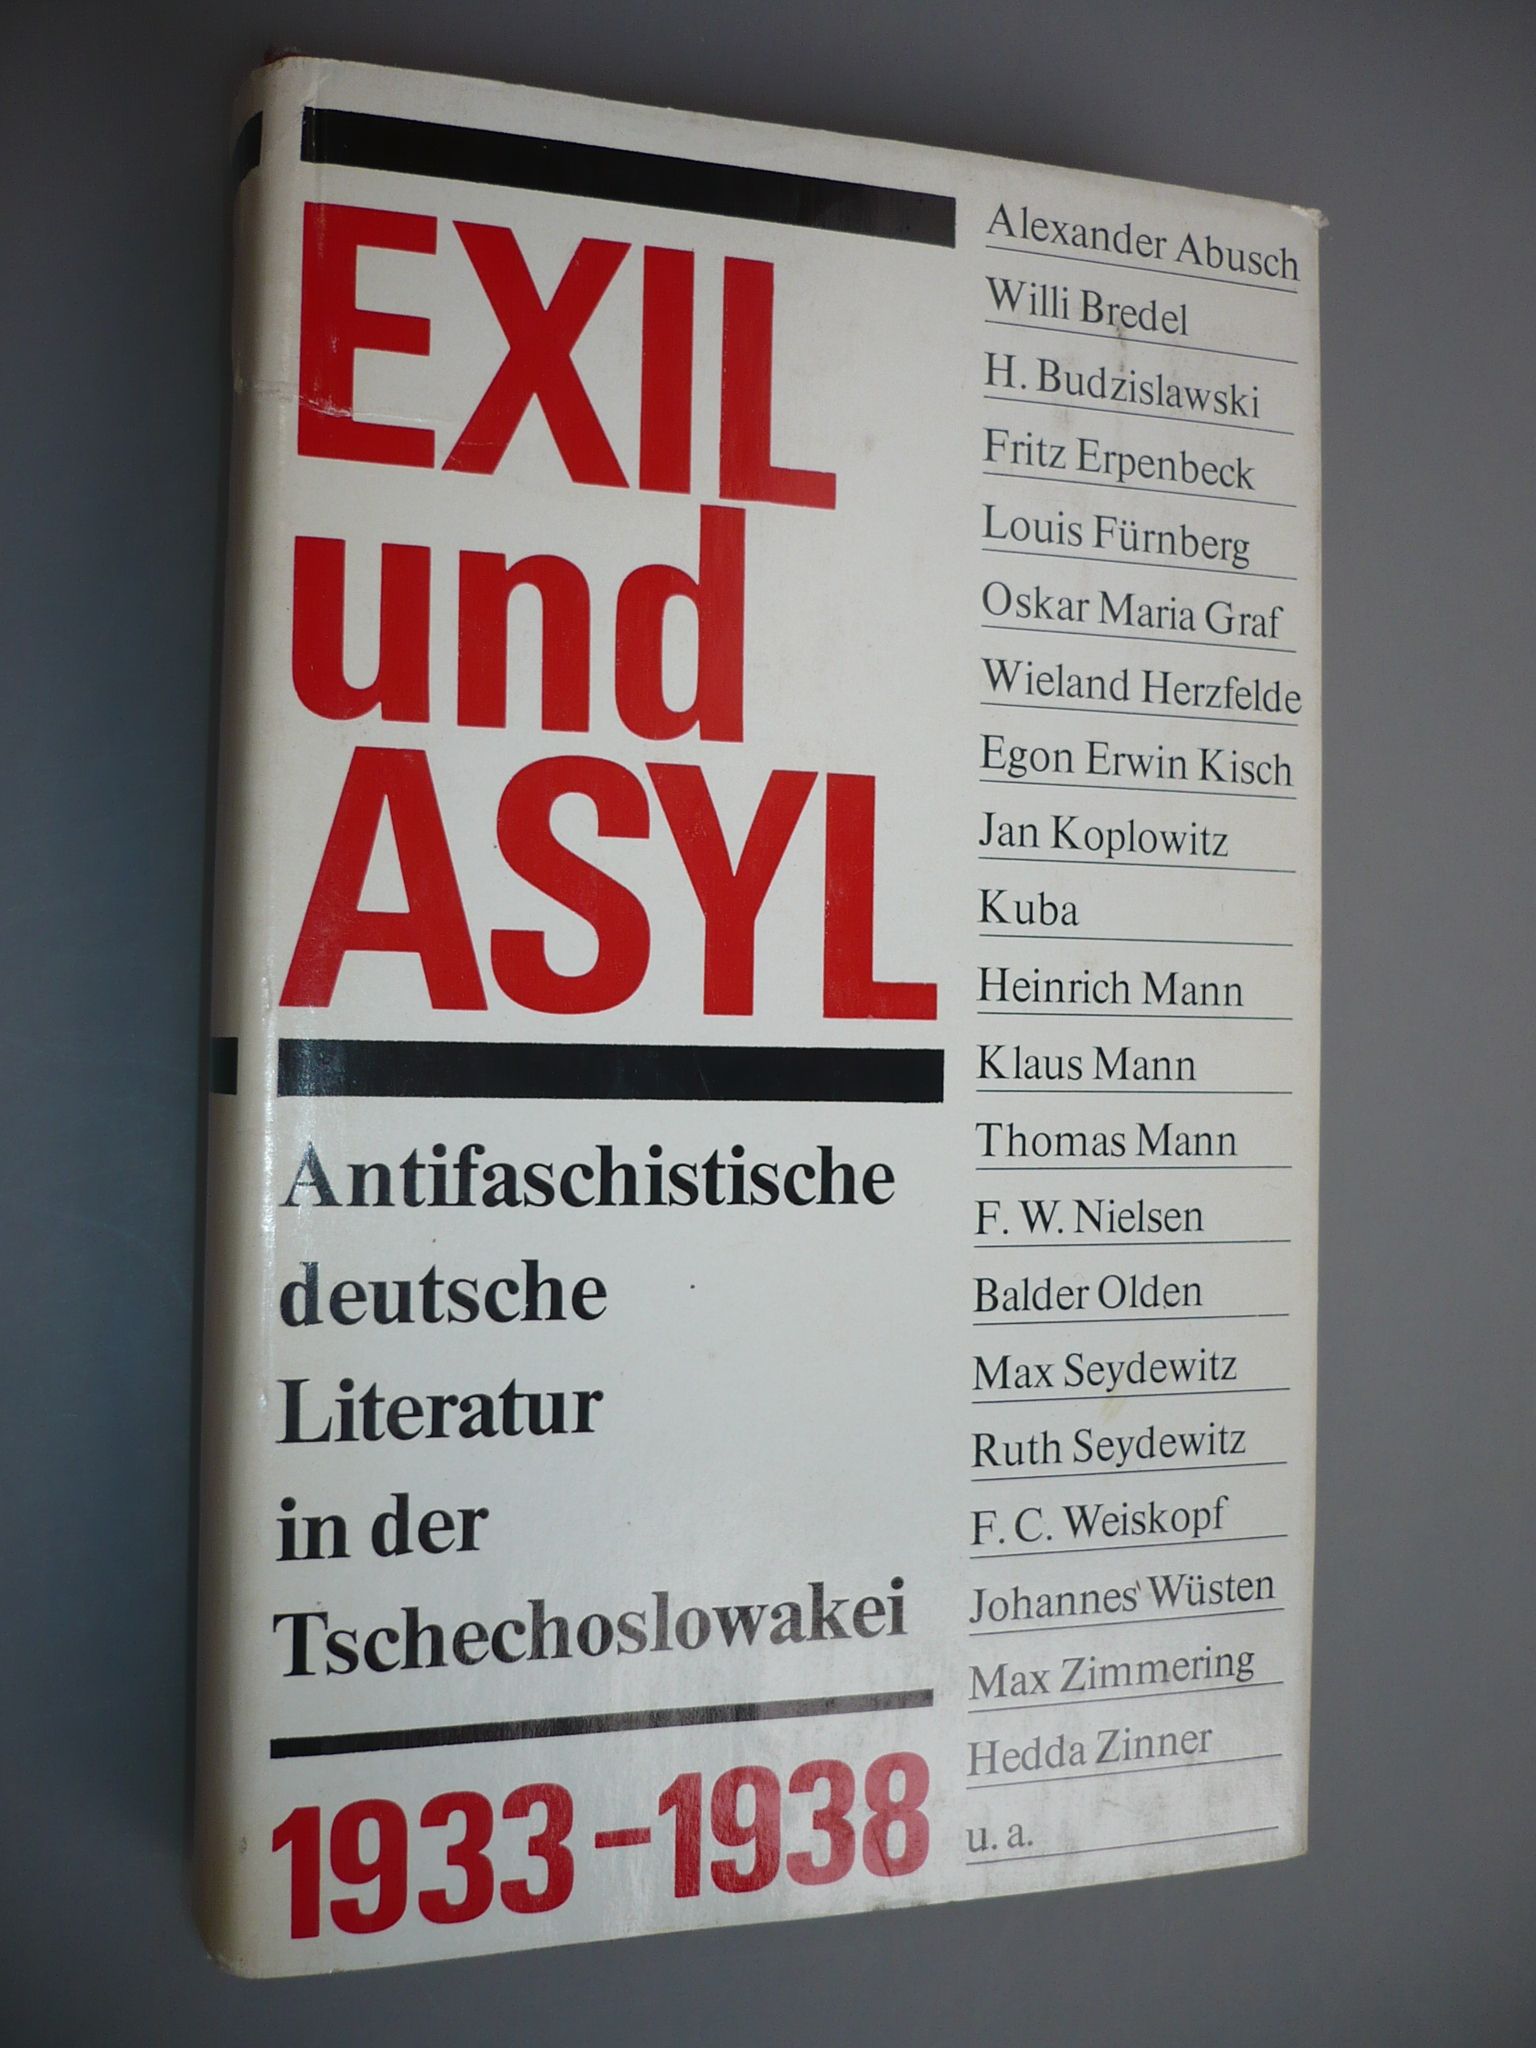 EXIL
und
ASYL
Antifaschistische
deutsche
Literatur
in der
Tschechoslowakei
1933-1938
Alexander Abusch
Willi Bredel
H. Budzislawski
Fritz Erpenbeck
Louis Fürnberg
Oskar Maria Graf
Wieland Herzfelde
Egon Erwin Kisch
Jan Koplowitz
Kuba
Heinrich Mann
Klaus Mann
Thomas Mann
F. W. Nielsen
Balder Olden
Max Seydewitz
Ruth Seydewitz
F. C. Weiskopf
Johannes Wüsten
Max Zimmering
Hedda Zinner
u. a.